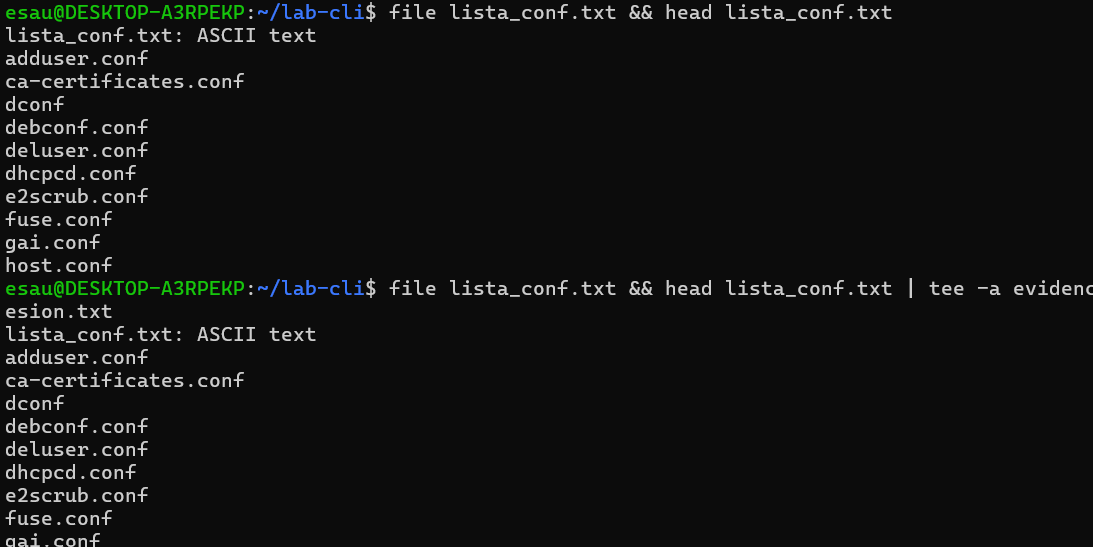 esau@DESKTOP-A3RPEKP:~/lab-cli$ file lista_conf.txt && head lista_conf.txt
lista_conf.txt: ASCII text
adduser.conf
ca-certificates.conf
dconf
debconf.conf
deluser.conf
dhcpcd.conf
e2scrub.conf
fuse.conf
gai.conf
host.conf
esau@DESKTOP-A3RPEKP:~/lab-cli$ file lista_conf.txt && head lista_conf.txt | tee -a evidenc
esion.txt
lista_conf.txt: ASCII text
adduser.conf
ca-certificates.conf
dconf
debconf.conf
deluser.conf
dhcpcd.conf
e2scrub.conf
fuse.conf
gai.conf